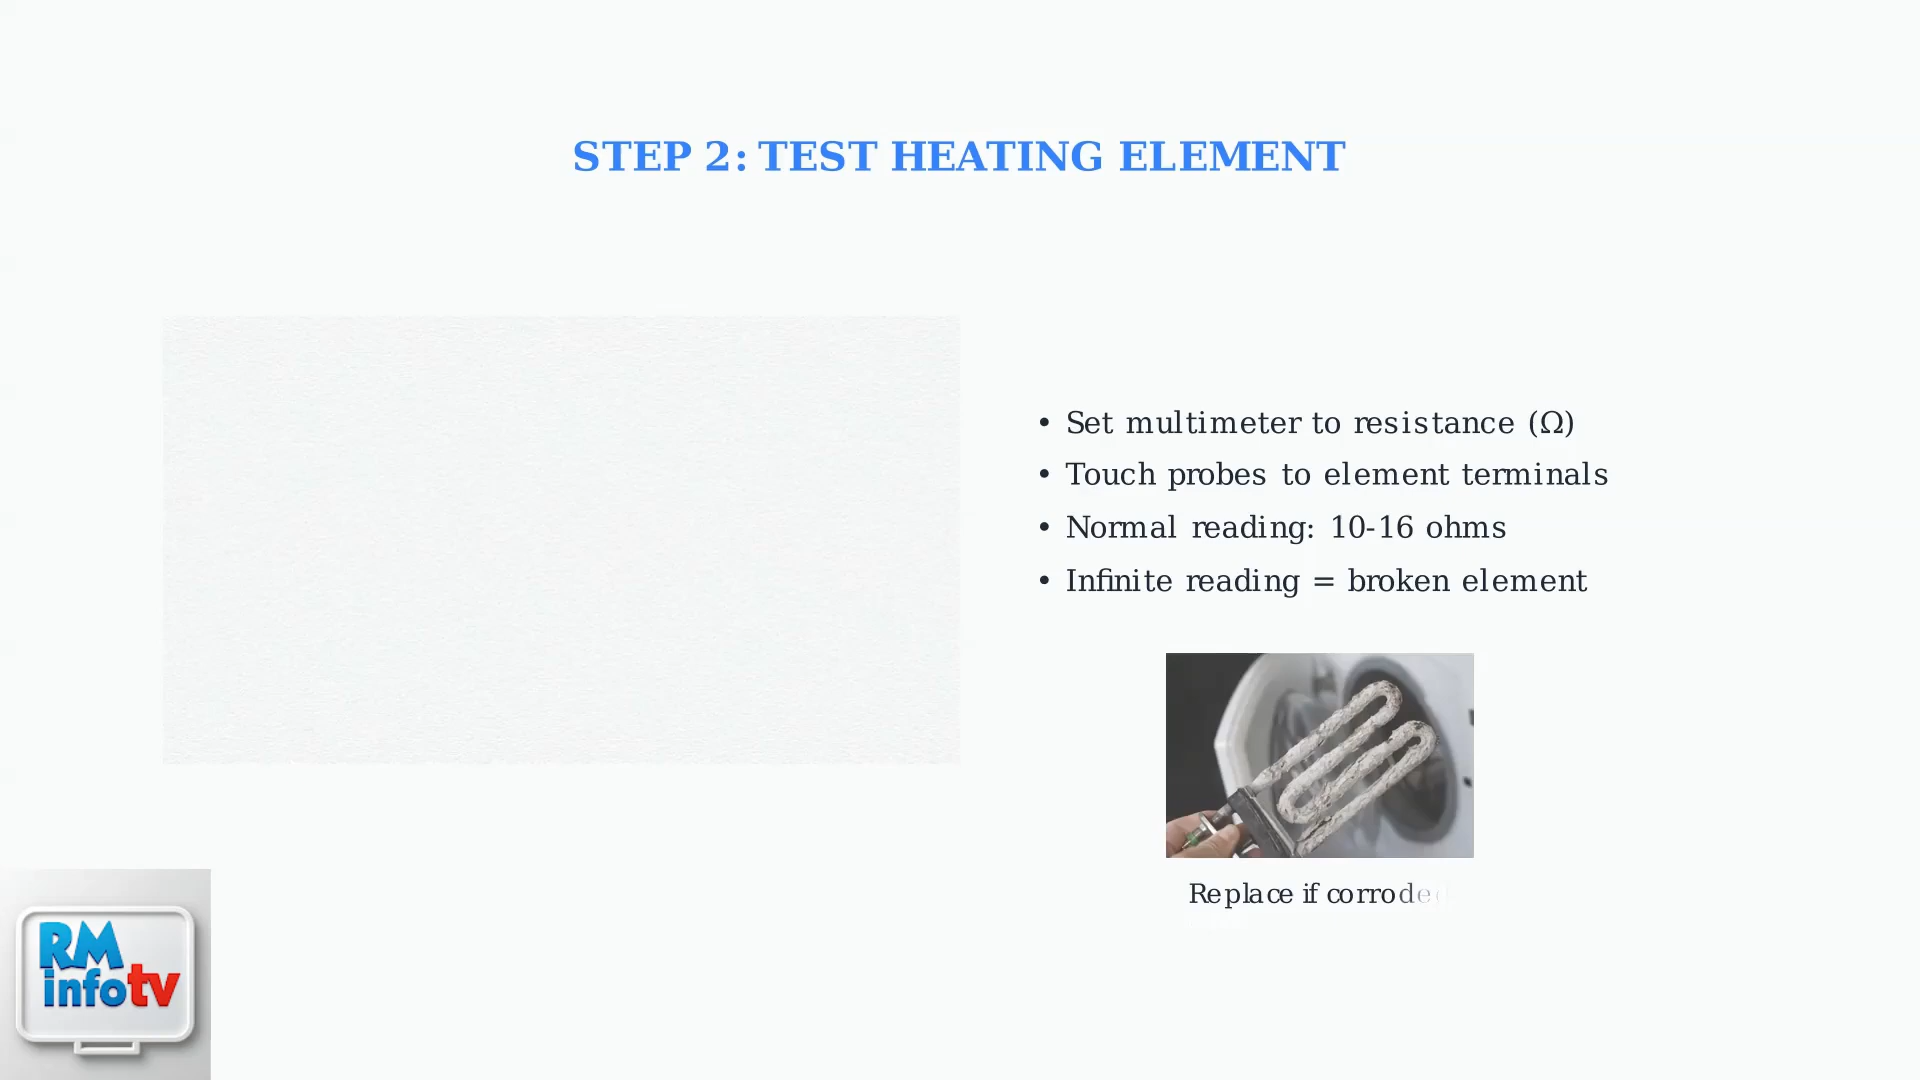 STEP 2: TEST HEATING ELEMENT
• Set multimeter to resistance (Ω)
• Touch probes to element terminals
• Normal reading: 10-16 ohms
• Infinite reading = broken element
Replace if corrode
RM
infotv